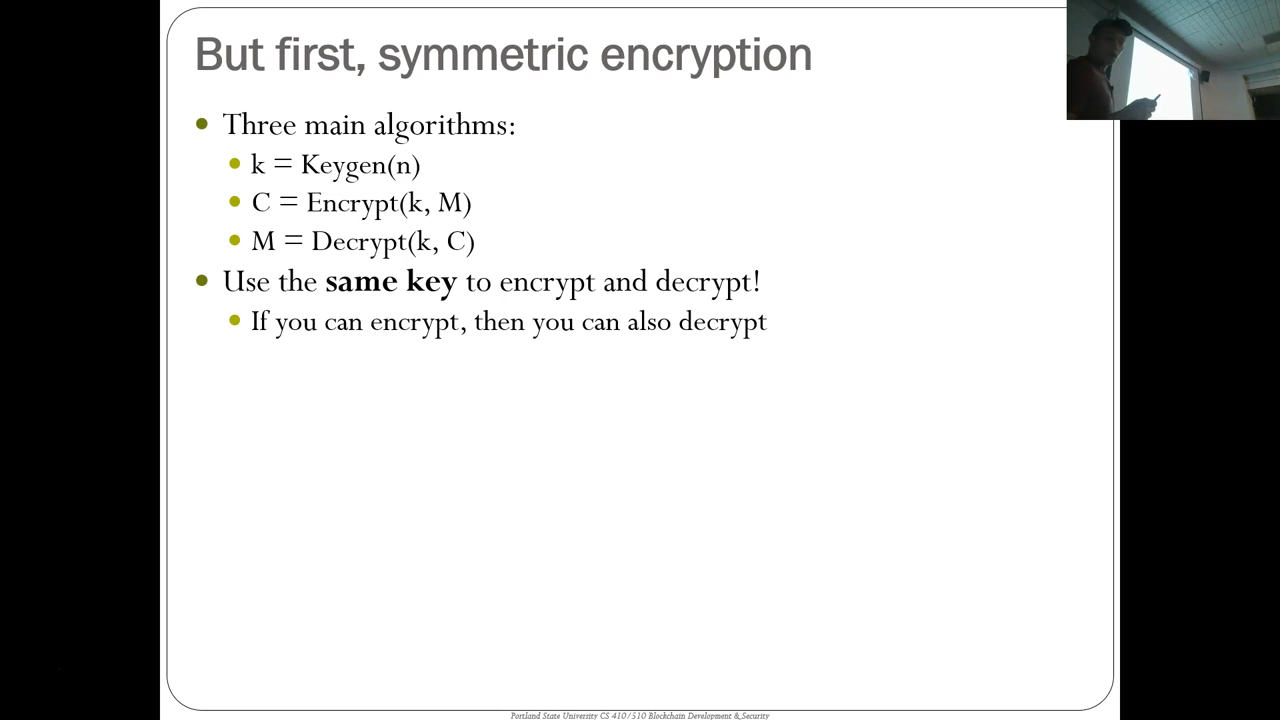 But first, symmetric encryption
Three main algorithms:
k = Keygen(n)
C = Encrypt(k, M)
M = Decrypt(k, C)
Use the same key to encrypt and decrypt!
If you can encrypt, then you can also decrypt
Portland State University CS 410/510 Blockchain Development & Security